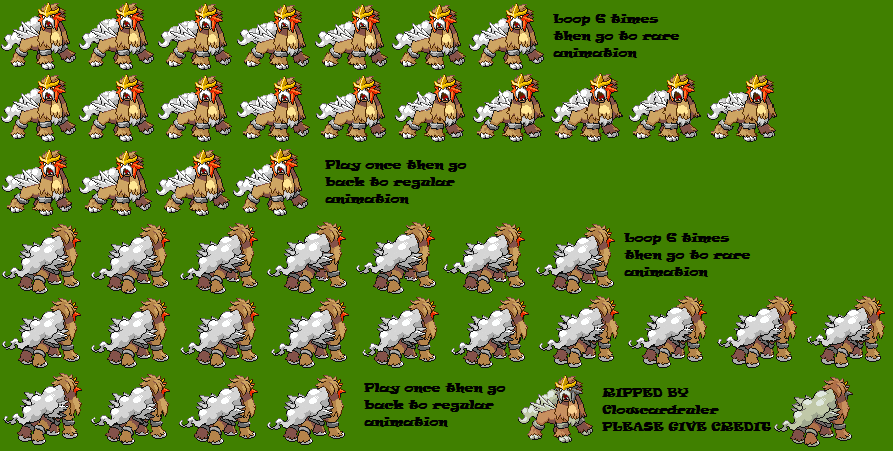 Loop 6 times
then go to rare
animation
Play once then go
back to regular
animation
Loop 6 times
then go to rare
animation
Play once then go
back to regular
animation
RIPPED BY
Clowcardruler
PLEASE GIVE CREDIT